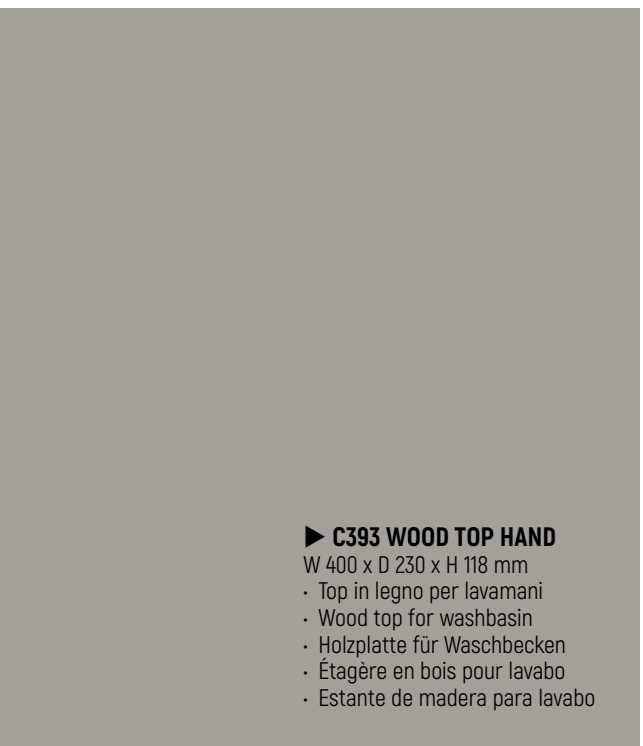 ▶ C393 WOOD TOP HAND
W 400 x D 230 x H 118 mm
· Top in legno per lavamani
· Wood top for washbasin
· Holzplatte für Waschbecken
· Étagère en bois pour lavabo
· Estante de madera para lavabo